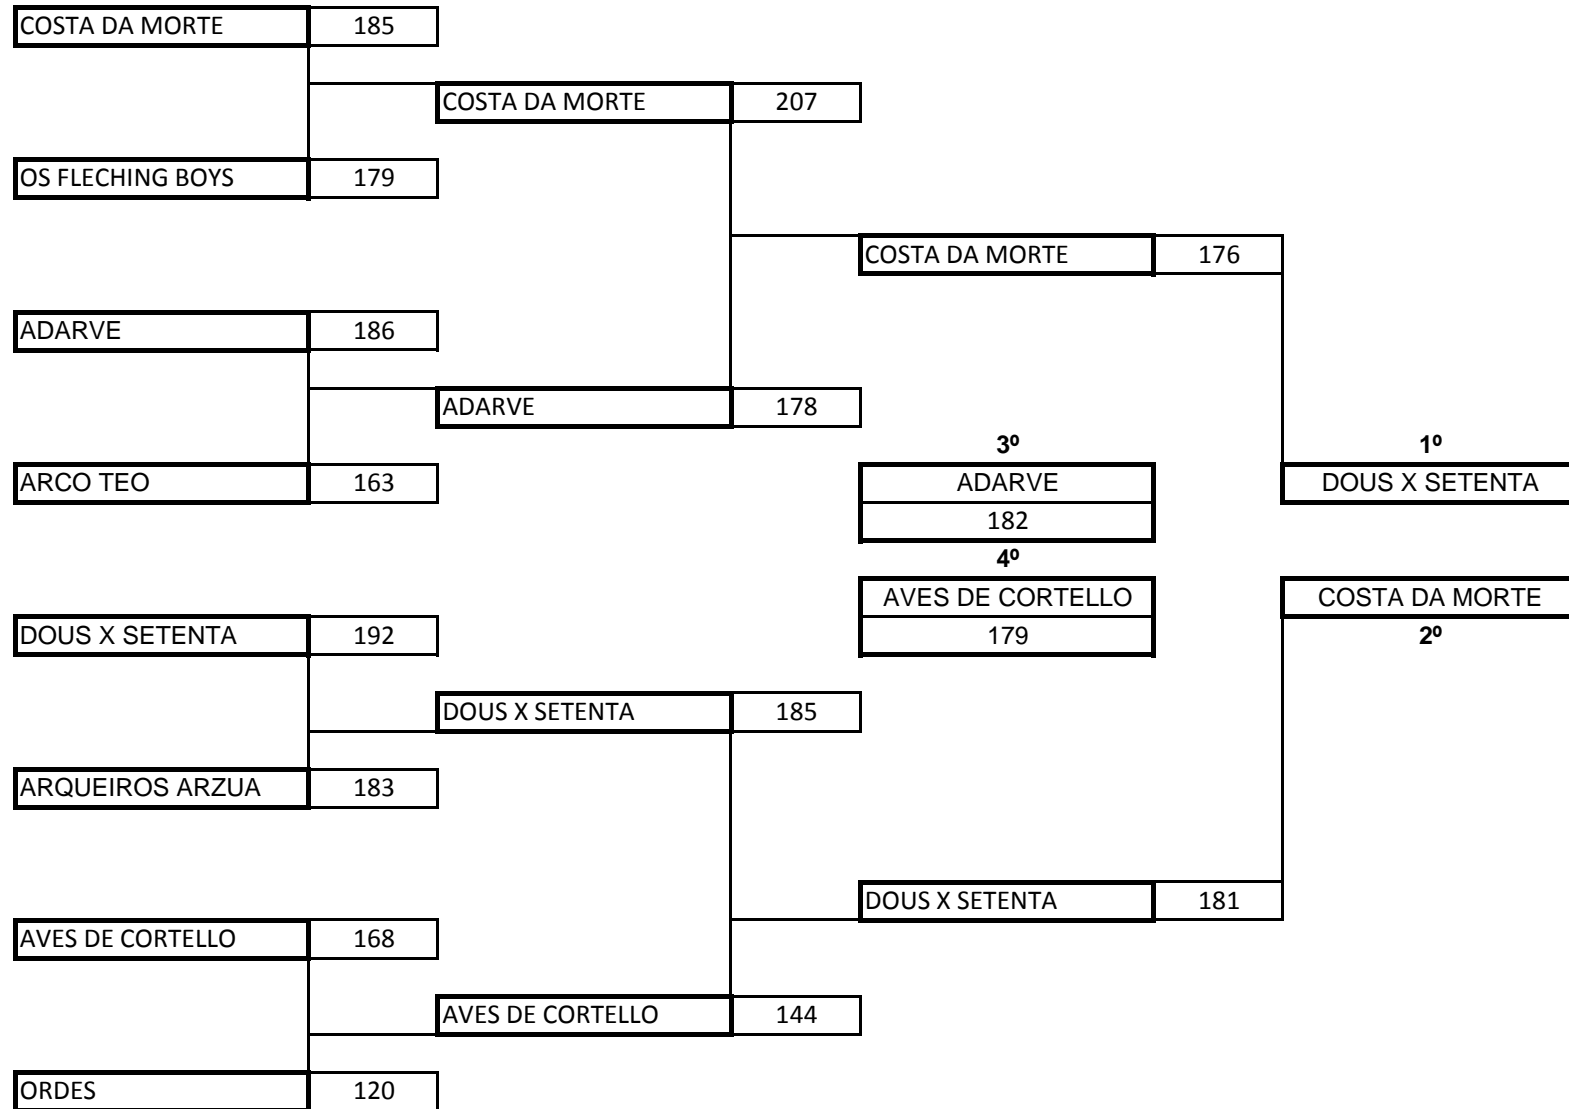 COSTA DA MORTE 185
COSTA DA MORTE 207
OS FLECHING BOYS 179
COSTA DA MORTE 176
ADARVE 186
ADARVE 178
3º 1º
ARCO TEO 163 ADARVE DOUS X SETENTA
182
4º
AVES DE CORTELLO COSTA DA MORTE
DOUS X SETENTA 192 179 2º
DOUS X SETENTA 185
ARQUEIROS ARZUA 183
DOUS X SETENTA 181
AVES DE CORTELLO 168
AVES DE CORTELLO 144
ORDES 120